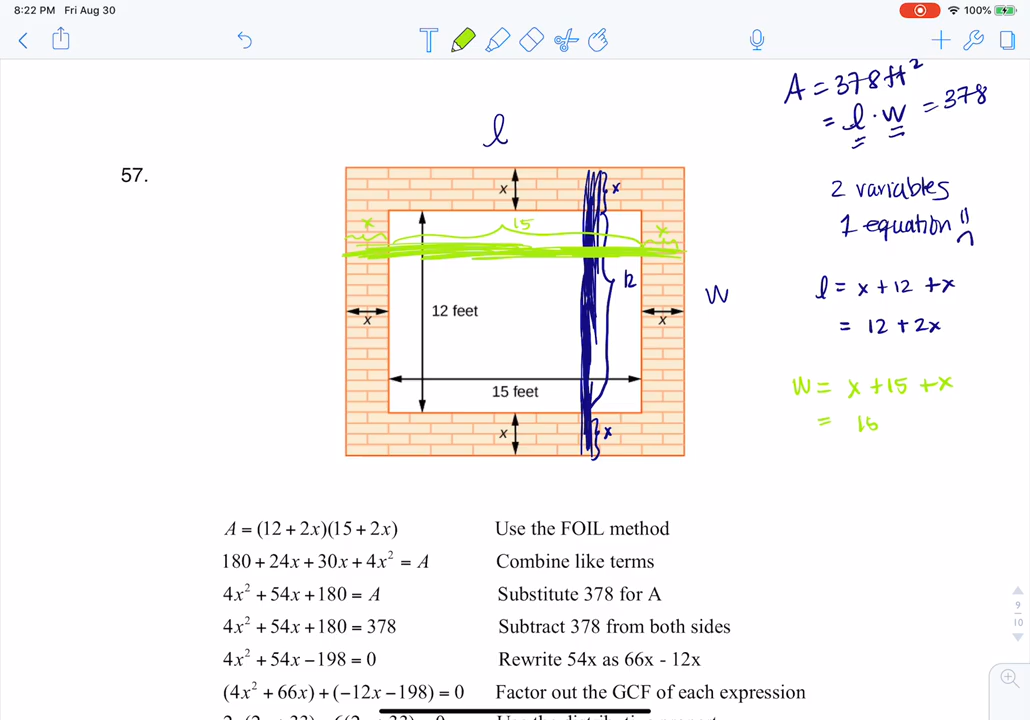 8:22 PM Fri Aug 30
100%
T
A = 378 ft²
= l · w = 378
l
57.
x
x
2 variables
1 equation !!
x
15
x
12
12 feet
w
x
x
l = x + 12 + x
= 12 + 2x
15 feet
w = x + 15 + x
= 15
x
x
A = (12 + 2x)(15 + 2x) Use the FOIL method
180 + 24x + 30x + 4x² = A Combine like terms
4x² + 54x + 180 = A Substitute 378 for A
4x² + 54x + 180 = 378 Subtract 378 from both sides
4x² + 54x − 198 = 0 Rewrite 54x as 66x - 12x
(4x² + 66x) + (−12x − 198) = 0 Factor out the GCF of each expression
9
10